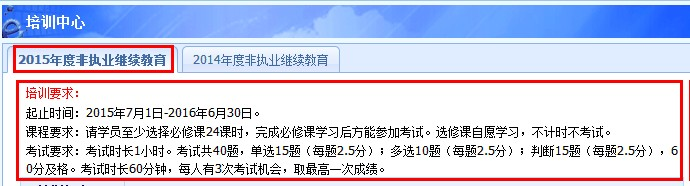 培训中心
2015年度非执业继续教育 2014年度非执业继续教育
培训要求：
起止时间：2015年7月1日-2016年6月30日。
课程要求：请学员至少选择必修课24课时，完成必修课学习后方能参加考试。选修课自愿学习，不计时不考试。
考试要求：考试时长1小时。考试共40题，单选15题（每题2.5分）；多选10题（每题2.5分）；判断15题（每题2.5分），6
0分及格。考试时长60分钟，每人有3次考试机会，取最高一次成绩。